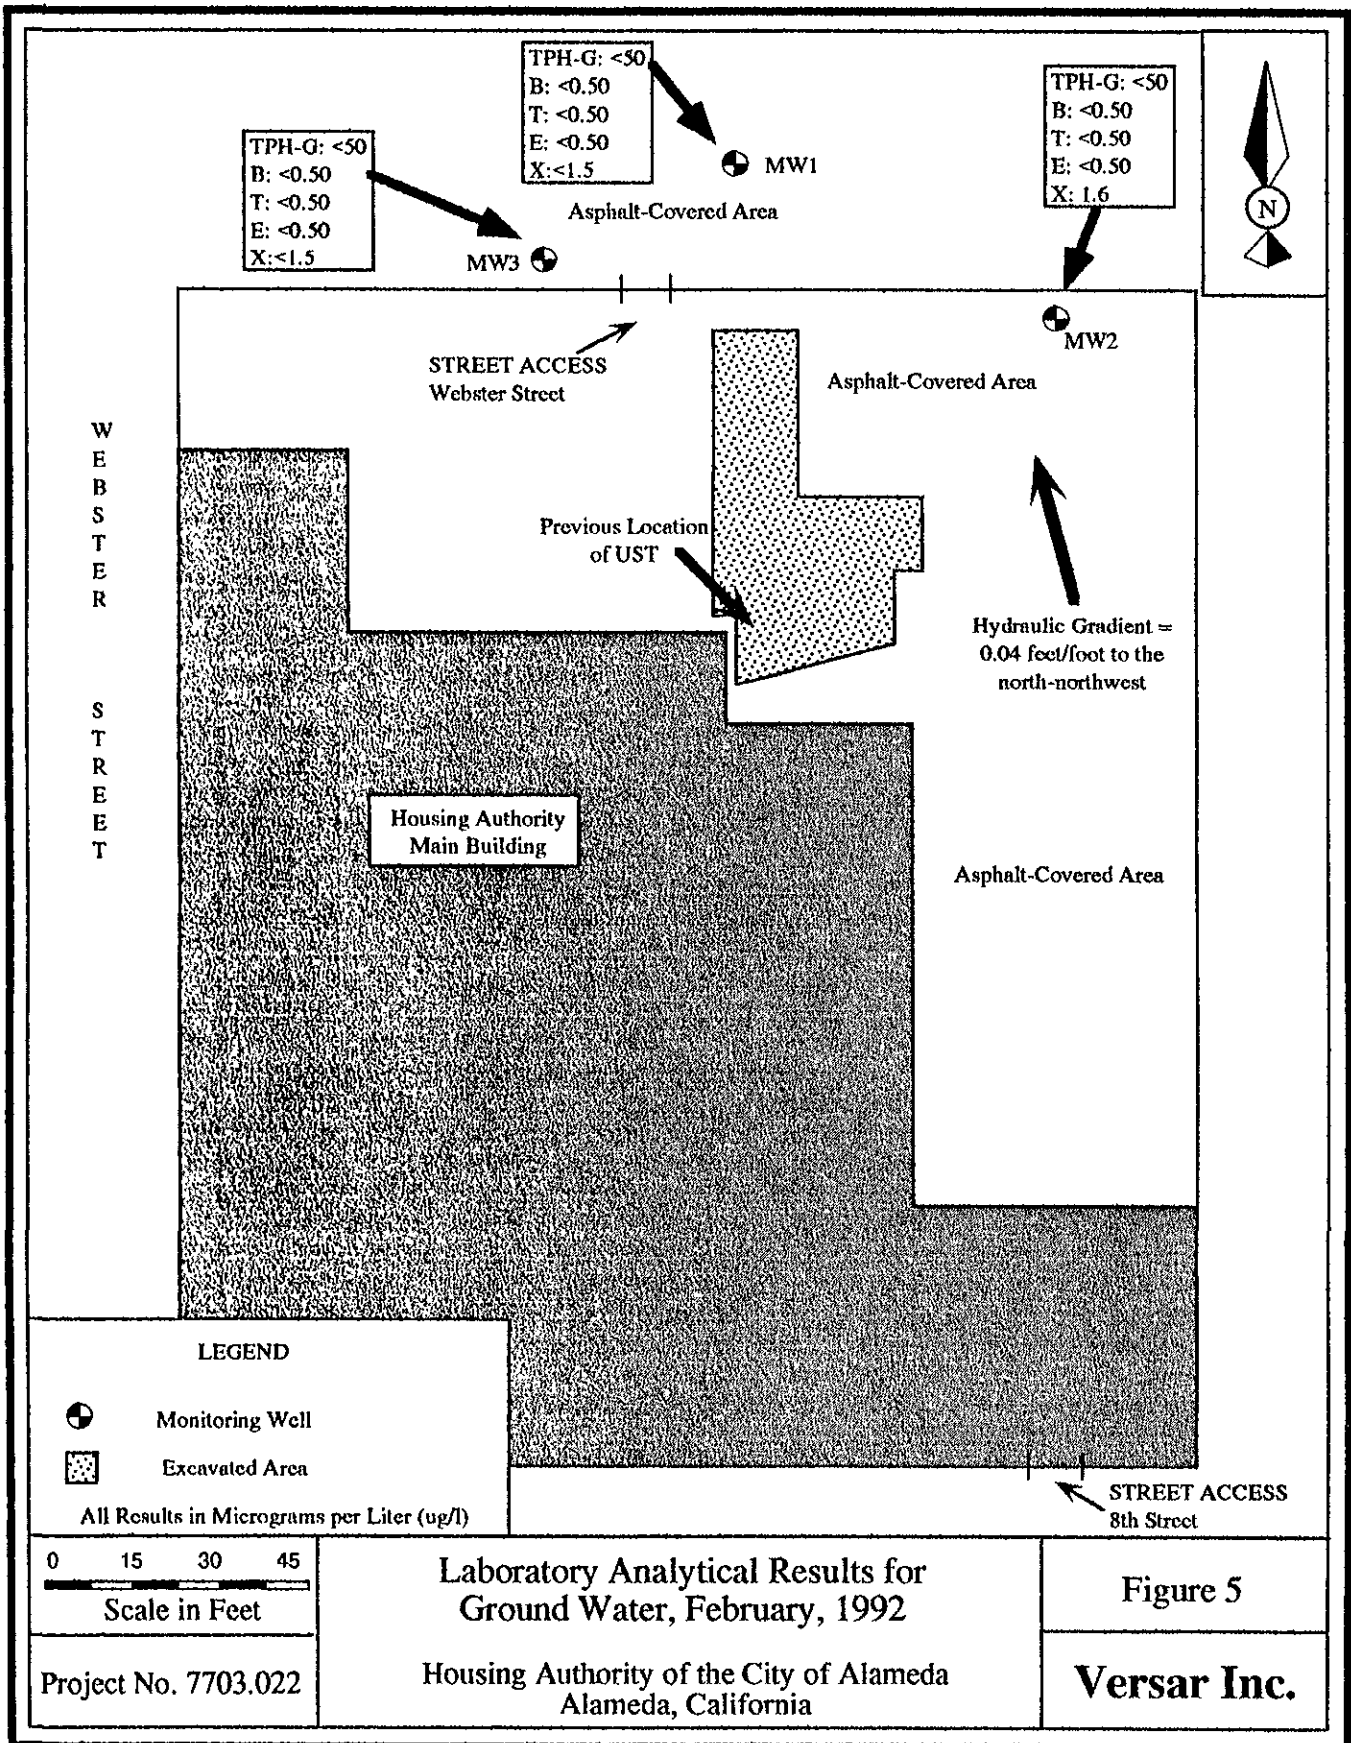 TPH-G: <50
B: <0.50
T: <0.50
E: <0.50
X:<1.5
TPH-G: <50
B: <0.50
T: <0.50
E: <0.50
X: 1.6
TPH-G: <50
B: <0.50
T: <0.50
E: <0.50
X:<1.5
MW1
Asphalt-Covered Area
MW3
N
MW2
STREET ACCESS
Webster Street
Asphalt-Covered Area
WEBSTER STREET
Previous Location
of UST
Hydraulic Gradient =
0.04 feet/foot to the
north-northwest
Housing Authority
Main Building
Asphalt-Covered Area
LEGEND
Monitoring Well
Excavated Area
All Results in Micrograms per Liter (ug/l)
STREET ACCESS
8th Street
0 15 30 45
Scale in Feet
Project No. 7703.022
Laboratory Analytical Results for
Ground Water, February, 1992
Housing Authority of the City of Alameda
Alameda, California
Figure 5
Versar Inc.